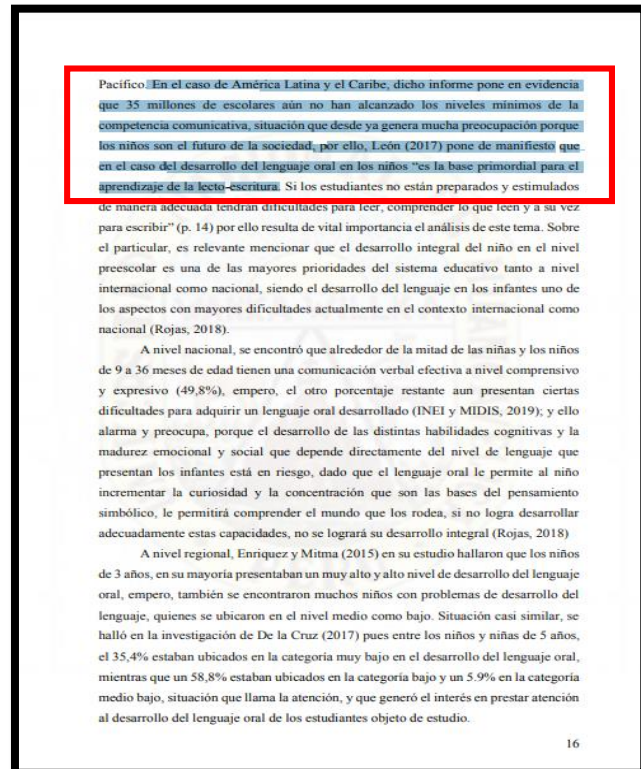 Pacífico. En el caso de América Latina y el Caribe, dicho informe pone en evidencia
que 35 millones de escolares aún no han alcanzado los niveles mínimos de la
competencia comunicativa, situación que desde ya genera mucha preocupación porque
los niños son el futuro de la sociedad, por ello, León (2017) pone de manifiesto que
en el caso del desarrollo del lenguaje oral en los niños “es la base primordial para el
aprendizaje de la lecto-escritura. Si los estudiantes no están preparados y estimulados
de manera adecuada tendrán dificultades para leer, comprender lo que leen y a su vez
para escribir” (p. 14) por ello resulta de vital importancia el análisis de este tema. Sobre
el particular, es relevante mencionar que el desarrollo integral del niño en el nivel
preescolar es una de las mayores prioridades del sistema educativo tanto a nivel
internacional como nacional, siendo el desarrollo del lenguaje en los infantes uno de
los aspectos con mayores dificultades actualmente en el contexto internacional como
nacional (Rojas, 2018).
A nivel nacional, se encontró que alrededor de la mitad de las niñas y los niños
de 9 a 36 meses de edad tienen una comunicación verbal efectiva a nivel comprensivo
y expresivo (49,8%), empero, el otro porcentaje restante aun presentan ciertas
dificultades para adquirir un lenguaje oral desarrollado (INEI y MIDIS, 2019); y ello
alarma y preocupa, porque el desarrollo de las distintas habilidades cognitivas y la
madurez emocional y social que depende directamente del nivel de lenguaje que
presentan los infantes está en riesgo, dado que el lenguaje oral le permite al niño
incrementar la curiosidad y la concentración que son las bases del pensamiento
simbólico, le permitirá comprender el mundo que los rodea, si no logra desarrollar
adecuadamente estas capacidades, no se logrará su desarrollo integral (Rojas, 2018)
A nivel regional, Enriquez y Mitma (2015) en su estudio hallaron que los niños
de 3 años, en su mayoría presentaban un muy alto y alto nivel de desarrollo del lenguaje
oral, empero, también se encontraron muchos niños con problemas de desarrollo del
lenguaje, quienes se ubicaron en el nivel medio como bajo. Situación casi similar, se
halló en la investigación de De la Cruz (2017) pues entre los niños y niñas de 5 años,
el 35,4% estaban ubicados en la categoría muy bajo en el desarrollo del lenguaje oral,
mientras que un 58,8% estaban ubicados en la categoría bajo y un 5.9% en la categoría
medio bajo, situación que llama la atención, y que generó el interés en prestar atención
al desarrollo del lenguaje oral de los estudiantes objeto de estudio.
16